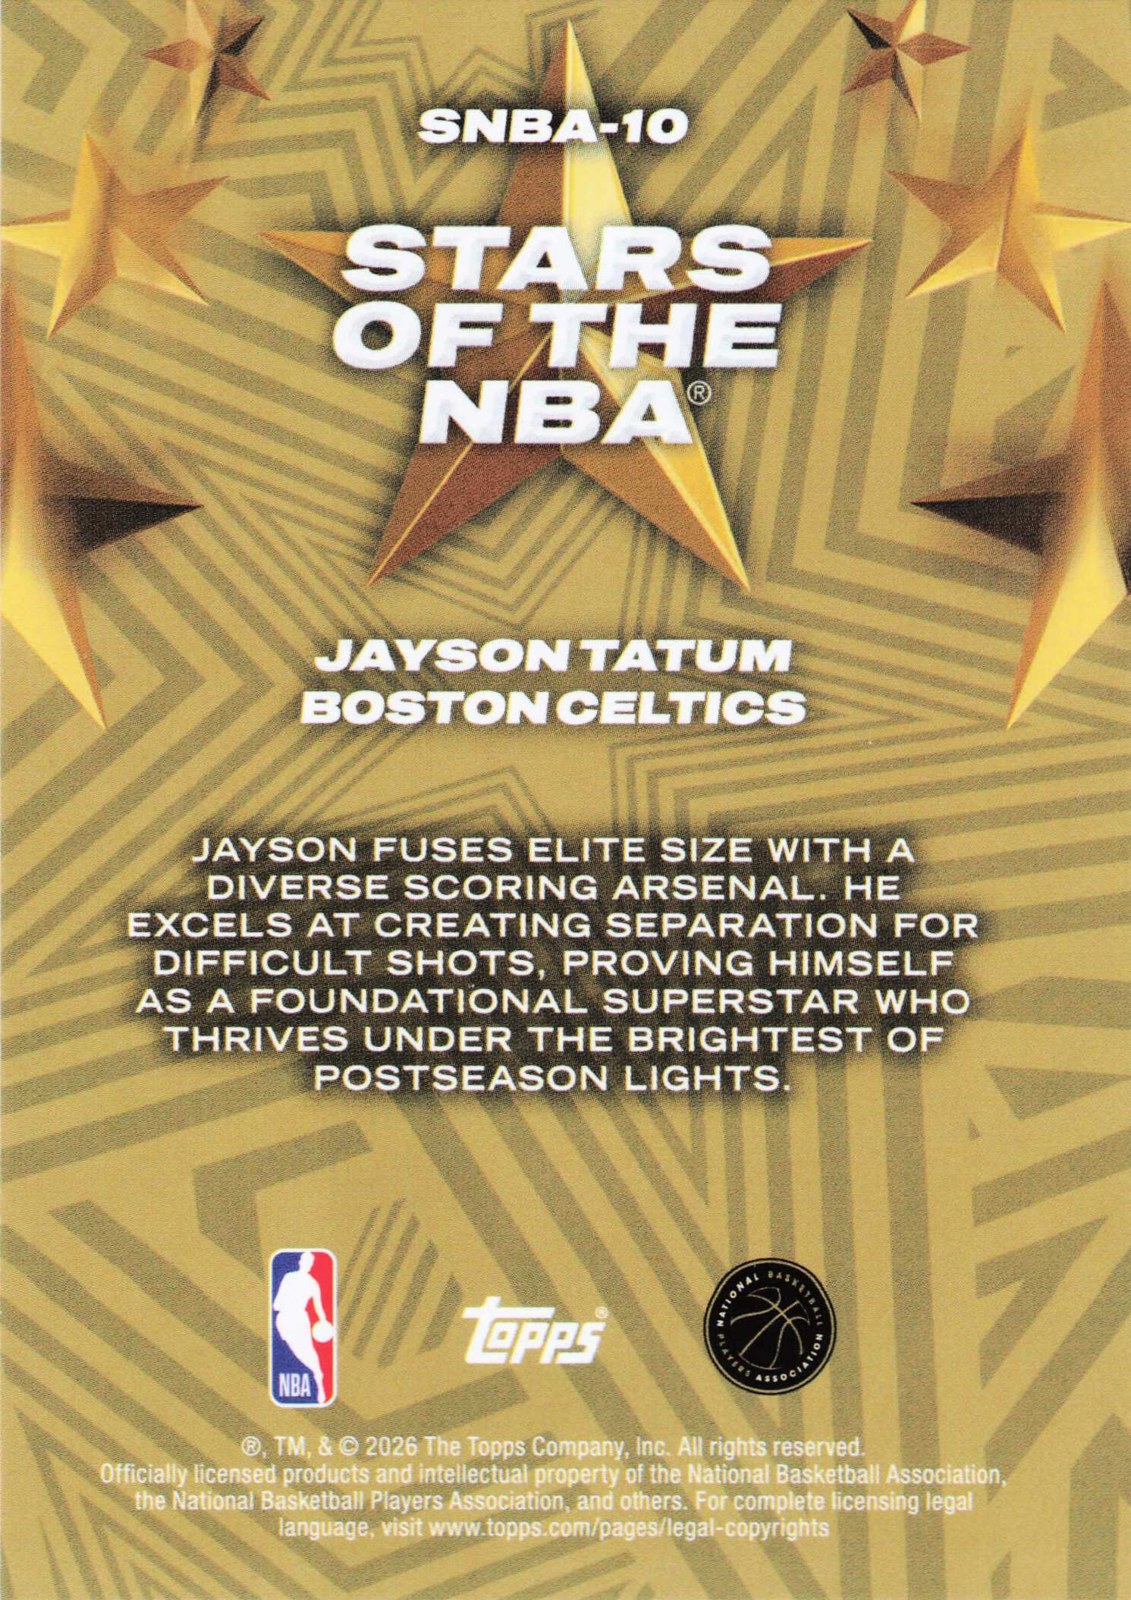 SNBA-10
STARS
OF THE
NBA®
JAYSON TATUM
BOSTON CELTICS
JAYSON FUSES ELITE SIZE WITH A
DIVERSE SCORING ARSENAL. HE
EXCELS AT CREATING SEPARATION FOR
DIFFICULT SHOTS, PROVING HIMSELF
AS A FOUNDATIONAL SUPERSTAR WHO
THRIVES UNDER THE BRIGHTEST OF
POSTSEASON LIGHTS.
NBA
Topps®
NATIONAL BASKETBALL PLAYERS ASSOCIATION
®, TM, & © 2026 The Topps Company, Inc. All rights reserved.
Officially licensed products and intellectual property of the National Basketball Association,
the National Basketball Players Association, and others. For complete licensing legal
language, visit www.topps.com/pages/legal-copyrights